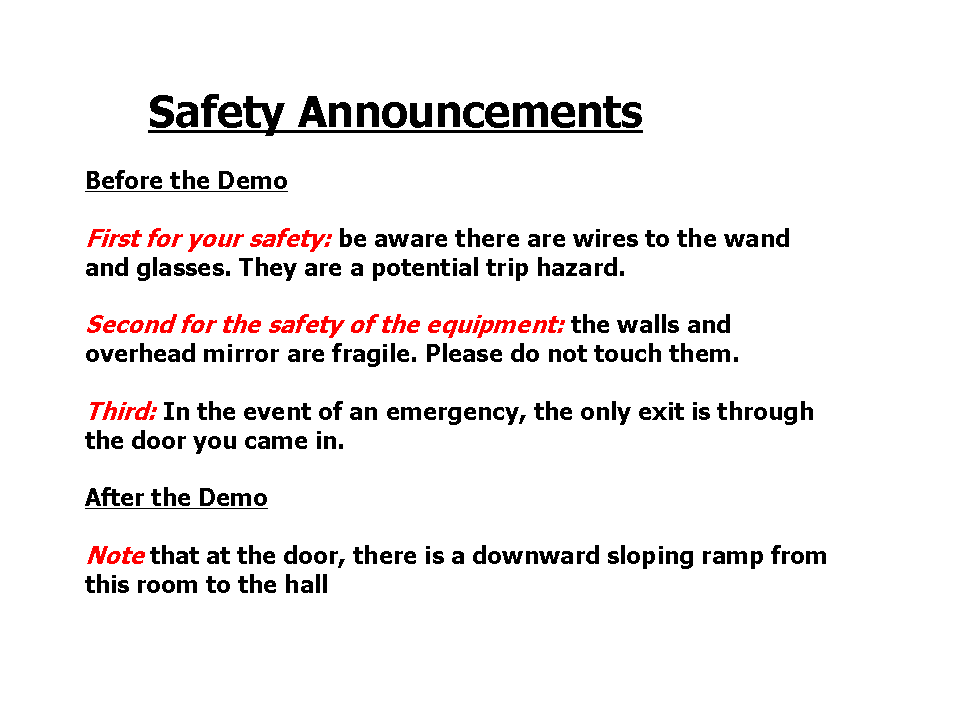 Safety Announcements
Before the Demo
First for your safety: be aware there are wires to the wand
and glasses. They are a potential trip hazard.
Second for the safety of the equipment: the walls and
overhead mirror are fragile. Please do not touch them.
Third: In the event of an emergency, the only exit is through
the door you came in.
After the Demo
Note that at the door, there is a downward sloping ramp from
this room to the hall